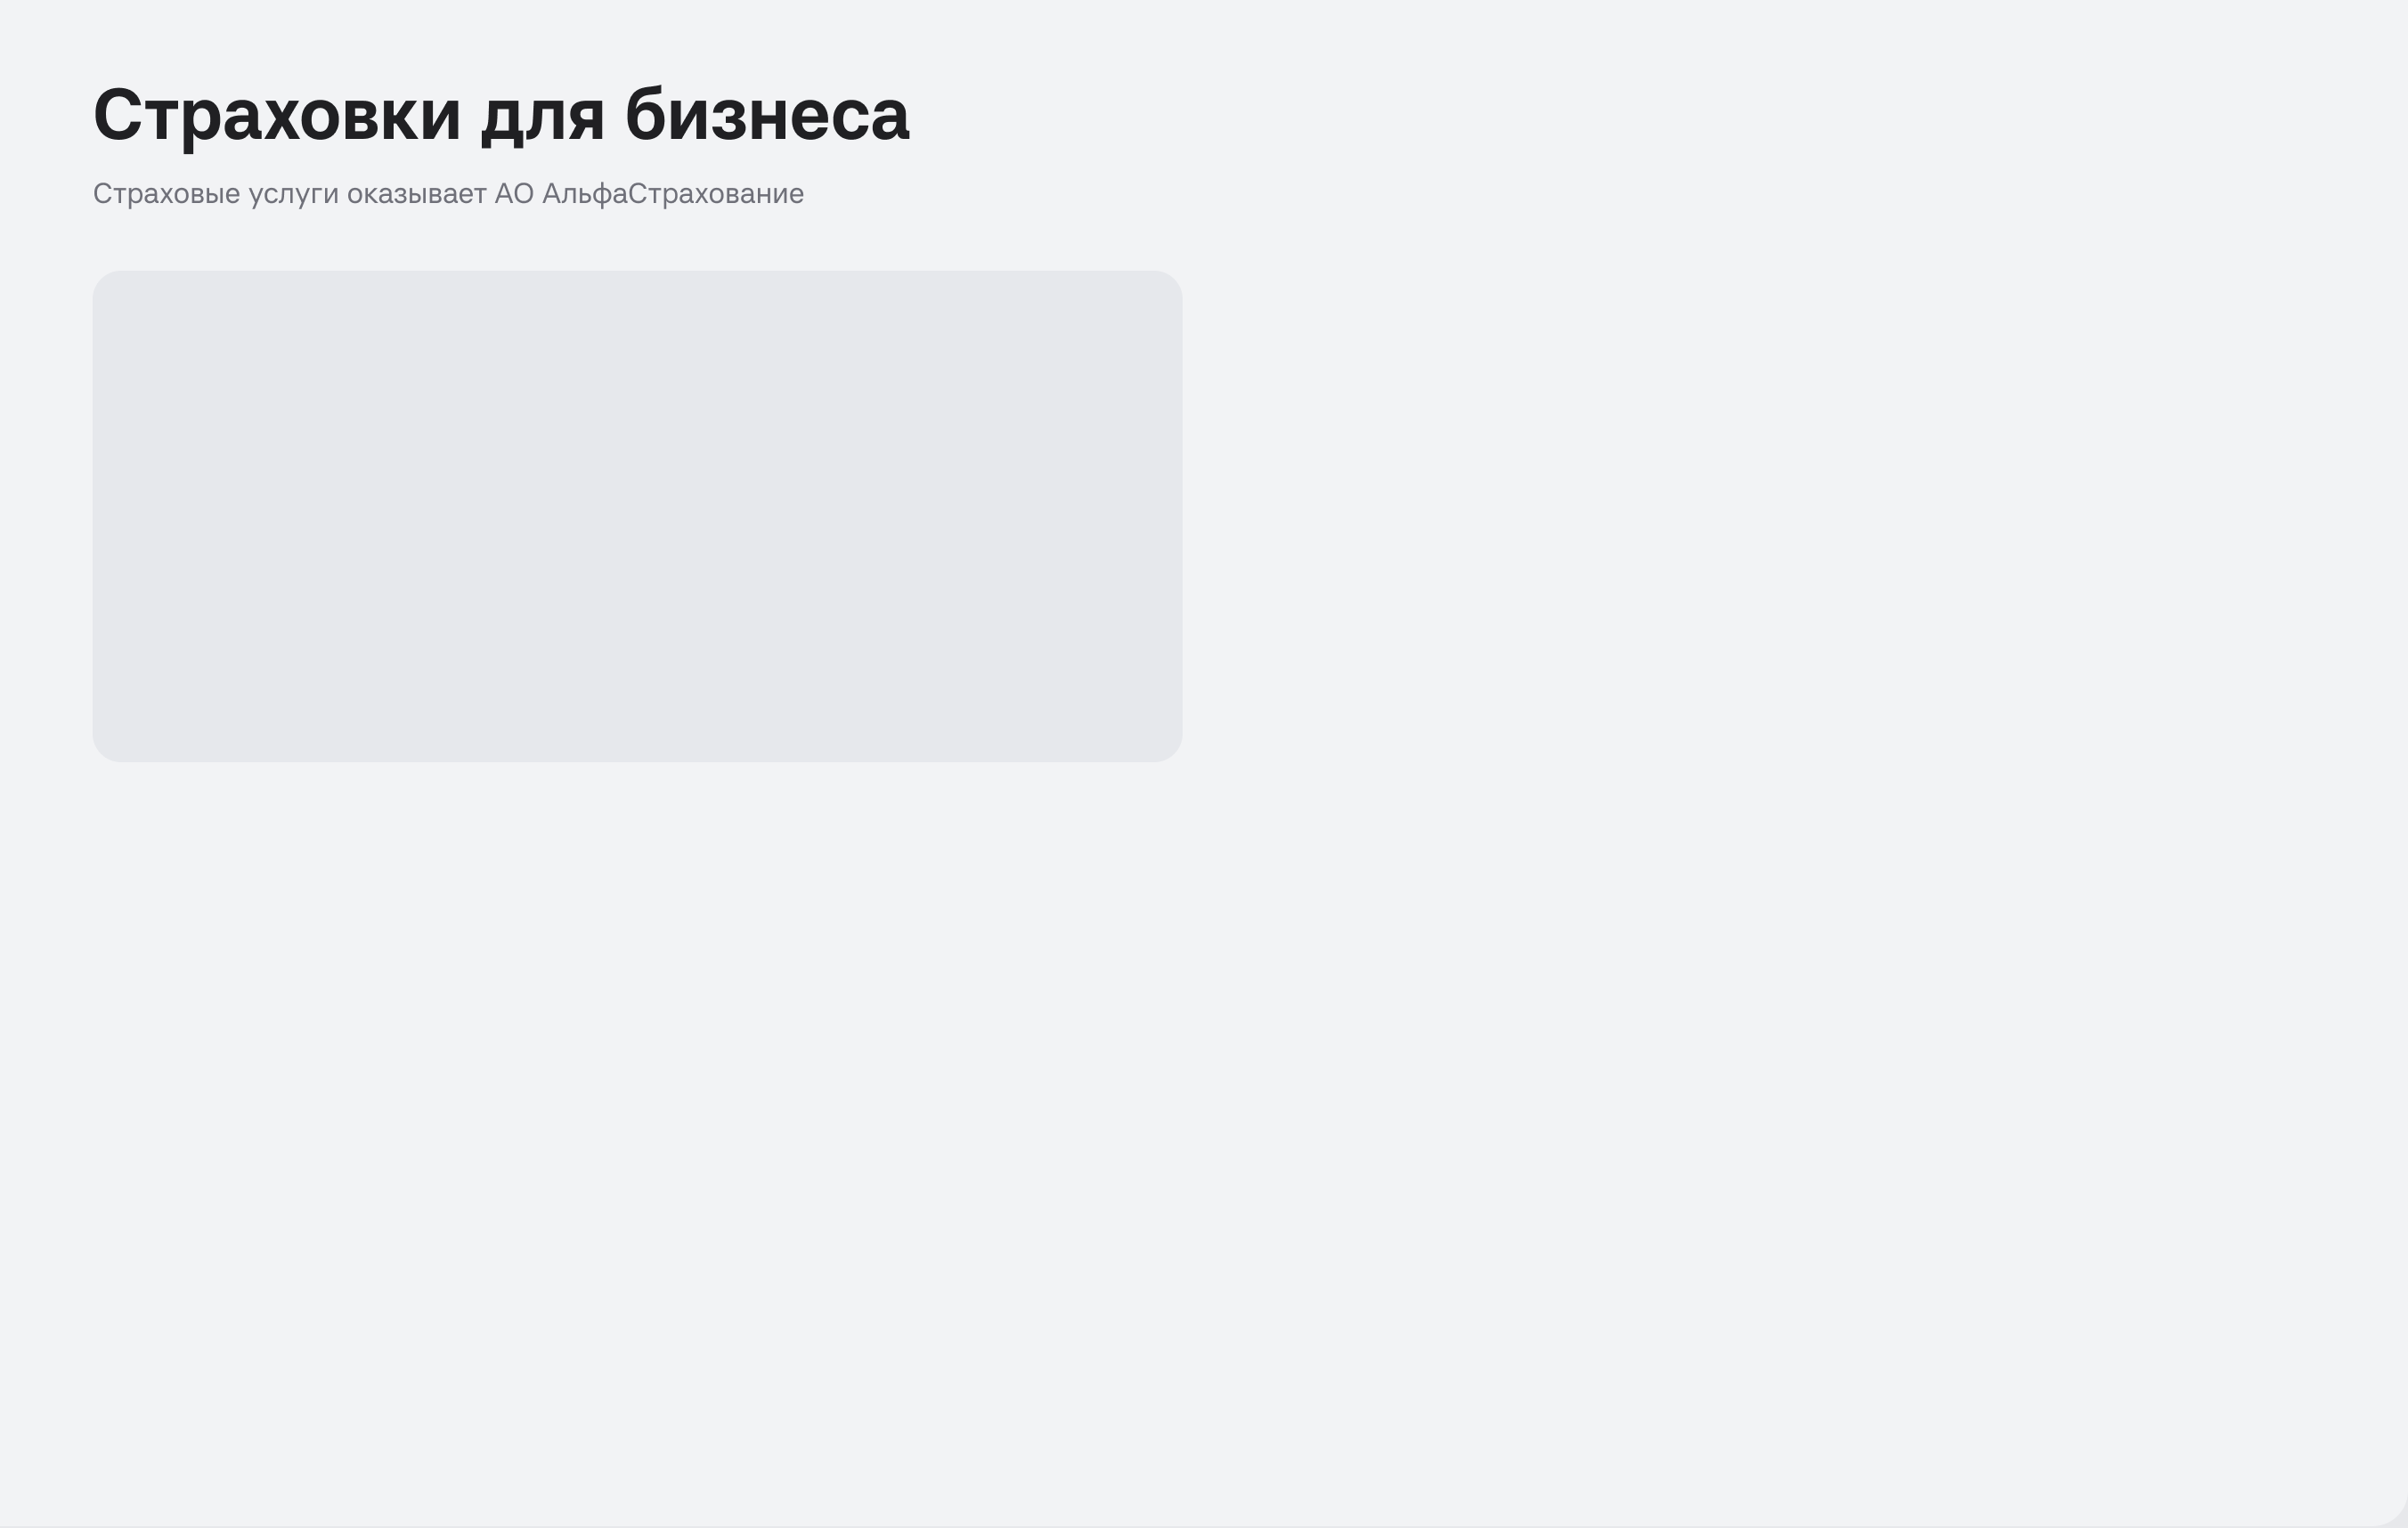 Страховки для бизнеса
Страховые услуги оказывает АО АльфаСтрахование